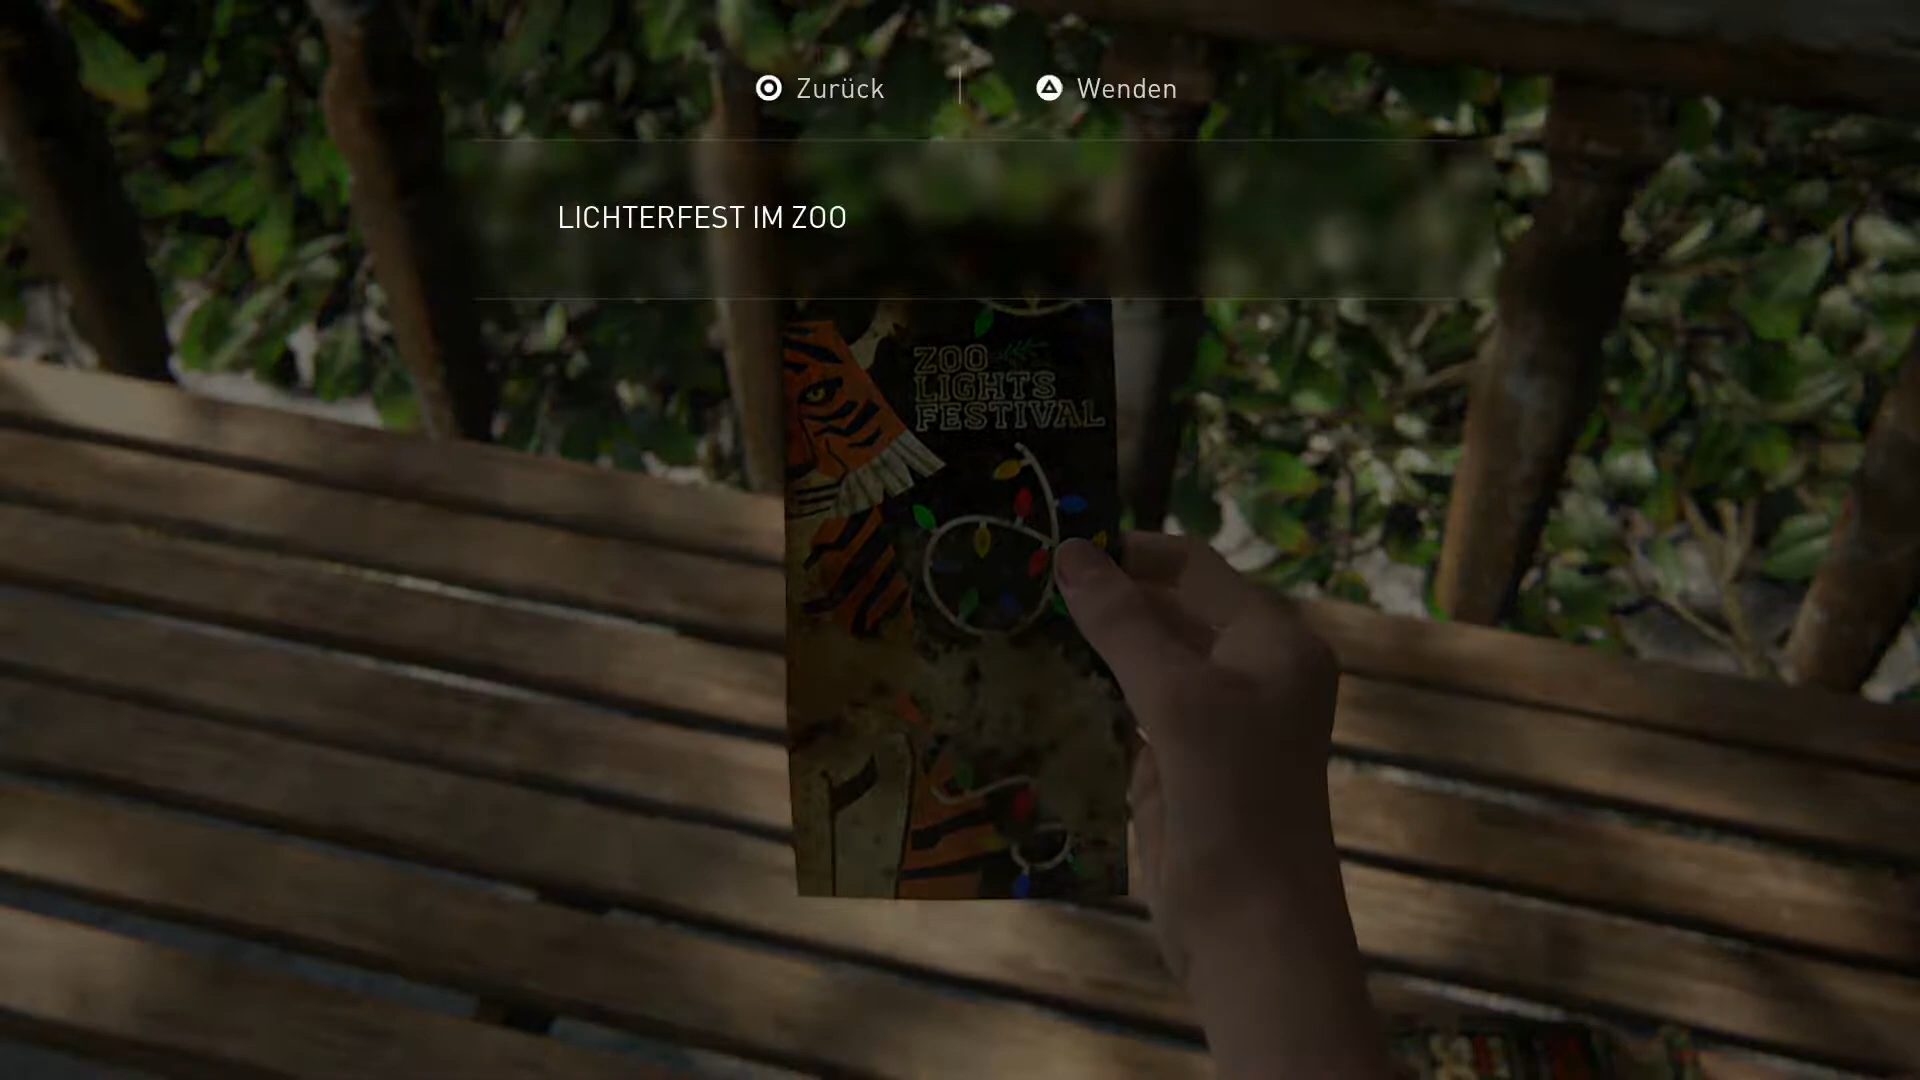 Zurück
Wenden
LICHTERFEST IM ZOO
ZOO
LIGHTS
FESTIVAL